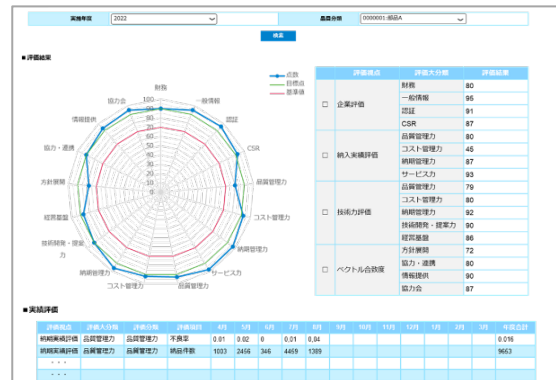 実施年度 2022 品目分類 0000001:部品A
検索
■評価結果
点数
目標点
基準値
財務
一般情報
認証
CSR
品質管理力
コスト管理力
納期管理力
サービス力
品質管理力
コスト管理力
納期管理力
技術開発・提案
力
経営基盤
方針展開
協力・連携
情報提供
協力会
100
90
80
70
60
50
40
30
20
10
0
評価視点 評価大分類 評価結果
□ 企業評価
財務 80
一般情報 95
認証 91
CSR 87
□ 納入実績評価
品質管理力 80
コスト管理力 45
納期管理力 87
サービス力 93
□ 技術力評価
品質管理力 79
コスト管理力 80
納期管理力 92
技術開発・提案力 90
経営基盤 86
□ ベクトル合致度
方針展開 72
協力・連携 80
情報提供 90
協力会 87
■実績評価
評価視点 評価大分類 評価分類 評価項目 4月 5月 6月 7月 8月 9月 10月 11月 12月 1月 2月 3月 年度合計
納期実績評価 品質管理力 品質管理力 不良率 0.01 0.02 0 0.01 0.04 0.016
納期実績評価 品質管理力 品質管理力 納品件数 1003 2456 346 4459 1389 9653
・・・
・・・